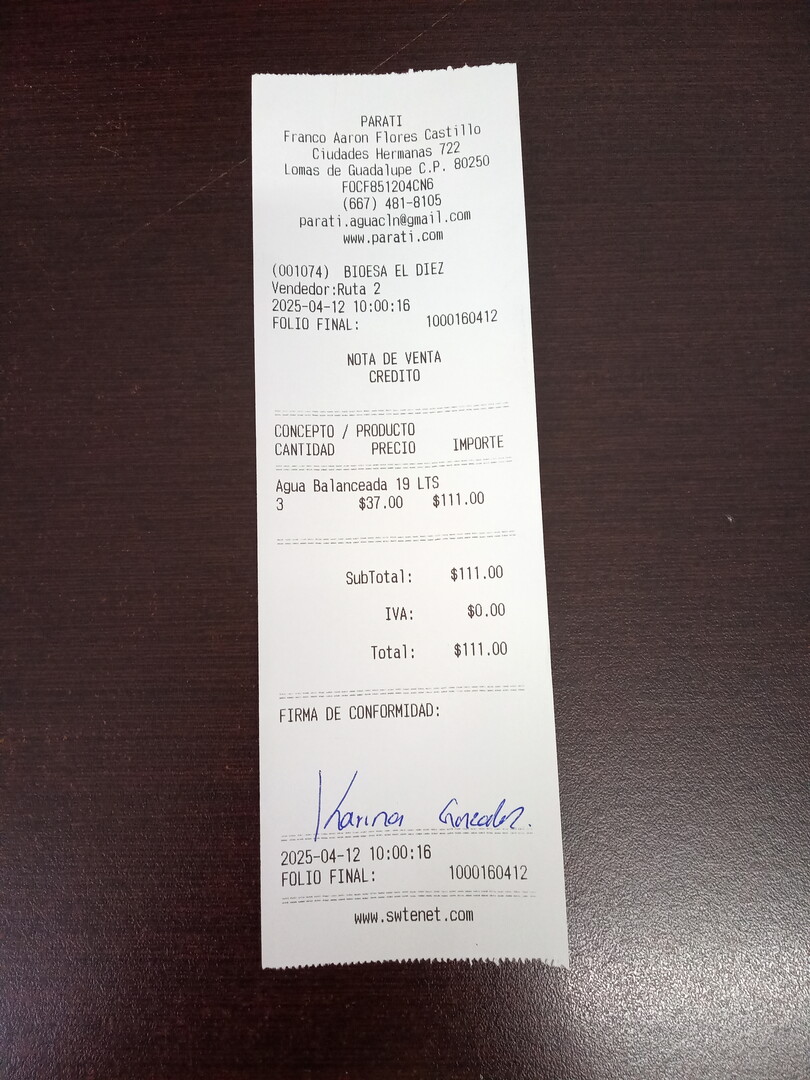 PARATI
Franco Aaron Flores Castillo
Ciudades Hermanas 722
Lomas de Guadalupe C.P. 80250
FOCF851204CN6
(667) 481-8105
parati.aguacln@gmail.com
www.parati.com
(001074) BIOESA EL DIEZ
Vendedor:Ruta 2
2025-04-12 10:00:16
FOLIO FINAL: 1000160412
NOTA DE VENTA
CREDITO
CONCEPTO / PRODUCTO
CANTIDAD PRECIO IMPORTE
Agua Balanceada 19 LTS
3 $37.00 $111.00
SubTotal: $111.00
IVA: $0.00
Total: $111.00
FIRMA DE CONFORMIDAD:
Karina Gonzalez.
2025-04-12 10:00:16
FOLIO FINAL: 1000160412
www.swtenet.com